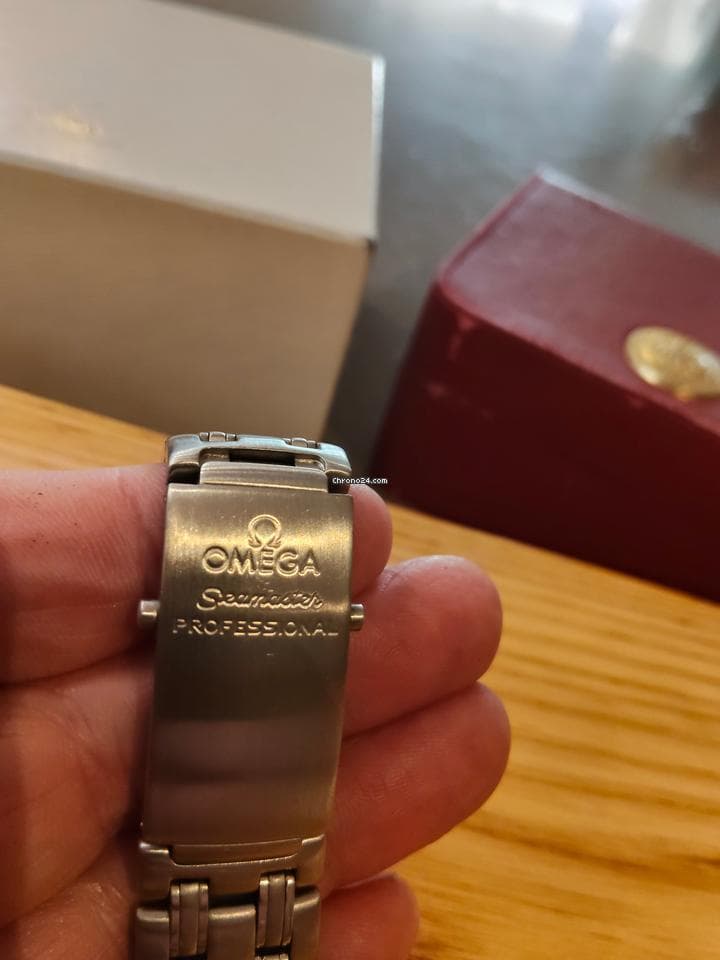 Chrono24.com
Ω
OMEGA
Seamaster
PROFESSIONAL